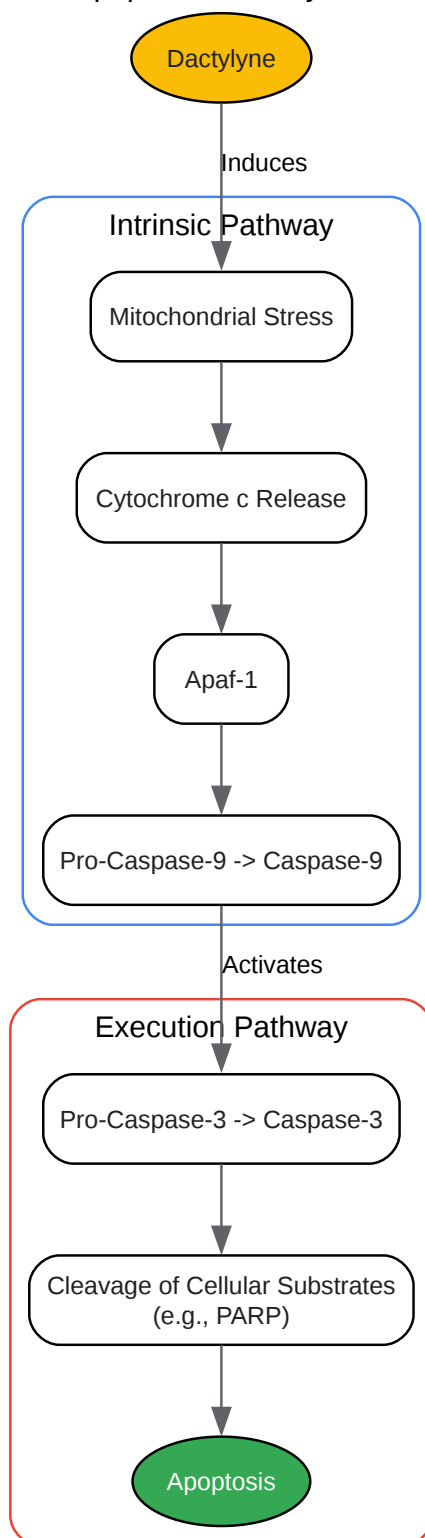 Dactylyne
Induces
Intrinsic Pathway
Mitochondrial Stress
Cytochrome c Release
Apaf-1
Pro-Caspase-9 -> Caspase-9
Activates
Execution Pathway
Pro-Caspase-3 -> Caspase-3
Cleavage of Cellular Substrates
(e.g., PARP)
Apoptosis